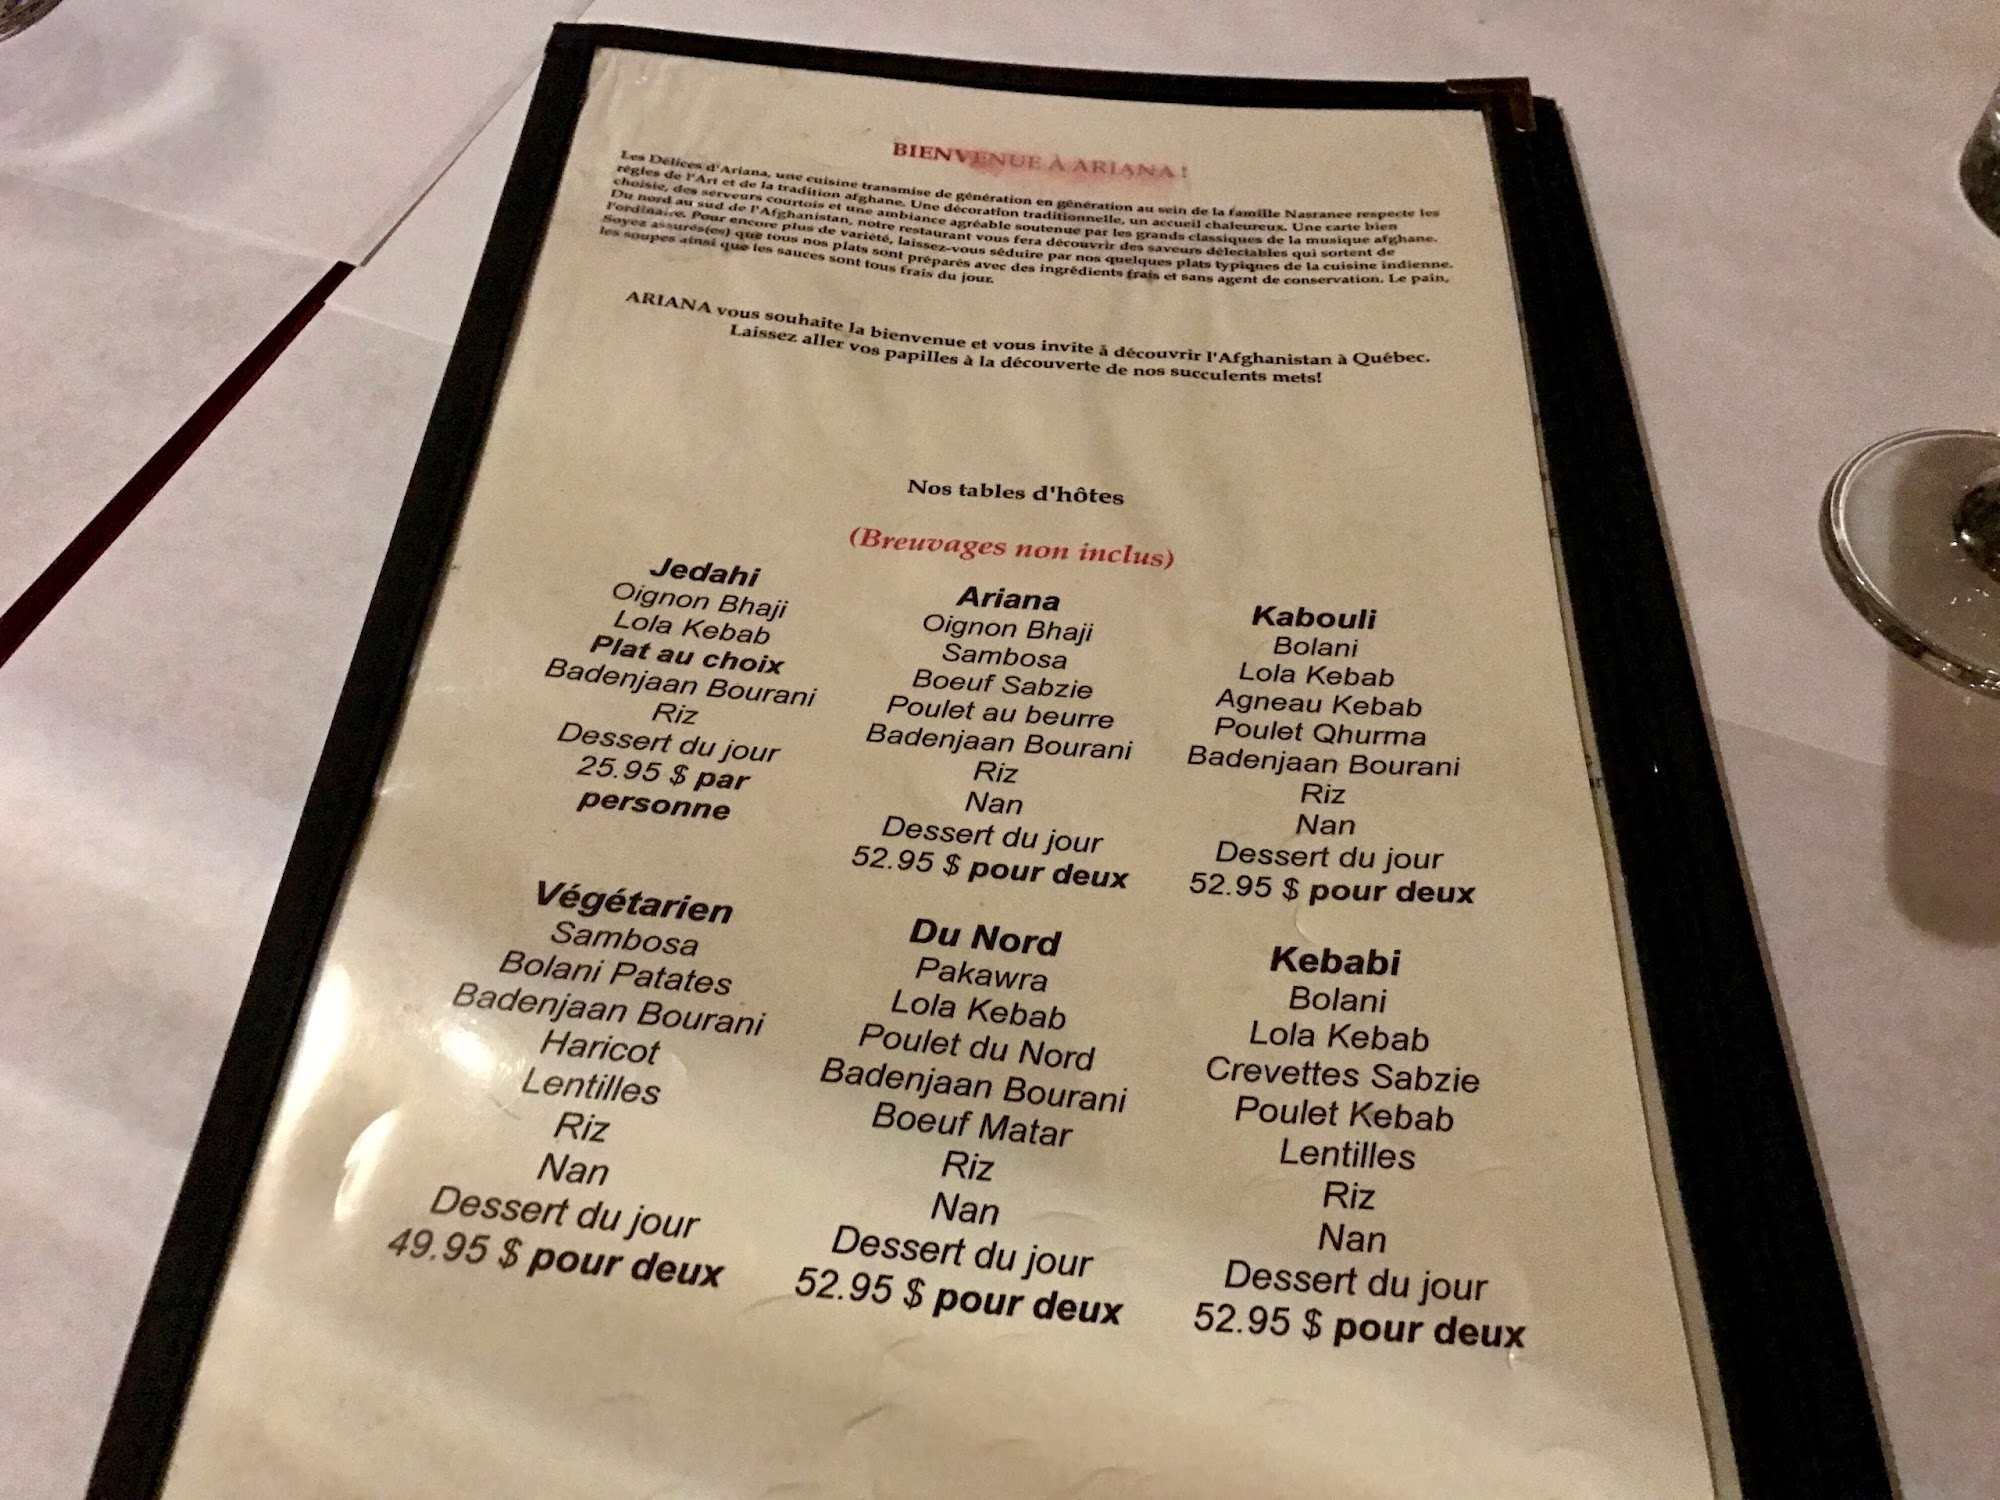 BIENVENUE À ARIANA !
Les Délices d'Ariana, une cuisine transmise de génération en génération au sein de la famille Nasranee respecte les
règles de l'Art et de la tradition afghane. Une décoration traditionnelle, un accueil chaleureux. Une carte bien
choisie, des serveurs courtois et une ambiance agréable soutenue par les grands classiques de la musique afghane.
Du nord au sud de l'Afghanistan, notre restaurant vous fera découvrir des saveurs délectables qui sortent de
l'ordinaire. Pour encore plus de variété, laissez-vous séduire par nos quelques plats typiques de la cuisine indienne.
Soyez assurés(es) que tous nos plats sont préparés avec des ingrédients frais et sans agent de conservation. Le pain,
les soupes ainsi que les sauces sont tous frais du jour.
ARIANA vous souhaite la bienvenue et vous invite à découvrir l'Afghanistan à Québec.
Laissez aller vos papilles à la découverte de nos succulents mets!
Nos tables d'hôtes
(Breuvages non inclus)
Jedahi
Oignon Bhaji
Lola Kebab
Plat au choix
Badenjaan Bourani
Riz
Dessert du jour
25.95 $ par
personne
Ariana
Oignon Bhaji
Sambosa
Boeuf Sabzie
Poulet au beurre
Badenjaan Bourani
Riz
Nan
Dessert du jour
52.95 $ pour deux
Kabouli
Bolani
Lola Kebab
Agneau Kebab
Poulet Qhurma
Badenjaan Bourani
Riz
Nan
Dessert du jour
52.95 $ pour deux
Végétarien
Sambosa
Bolani Patates
Badenjaan Bourani
Haricot
Lentilles
Riz
Nan
Dessert du jour
49.95 $ pour deux
Du Nord
Pakawra
Lola Kebab
Poulet du Nord
Badenjaan Bourani
Boeuf Matar
Riz
Nan
Dessert du jour
52.95 $ pour deux
Kebabi
Bolani
Lola Kebab
Crevettes Sabzie
Poulet Kebab
Lentilles
Riz
Nan
Dessert du jour
52.95 $ pour deux